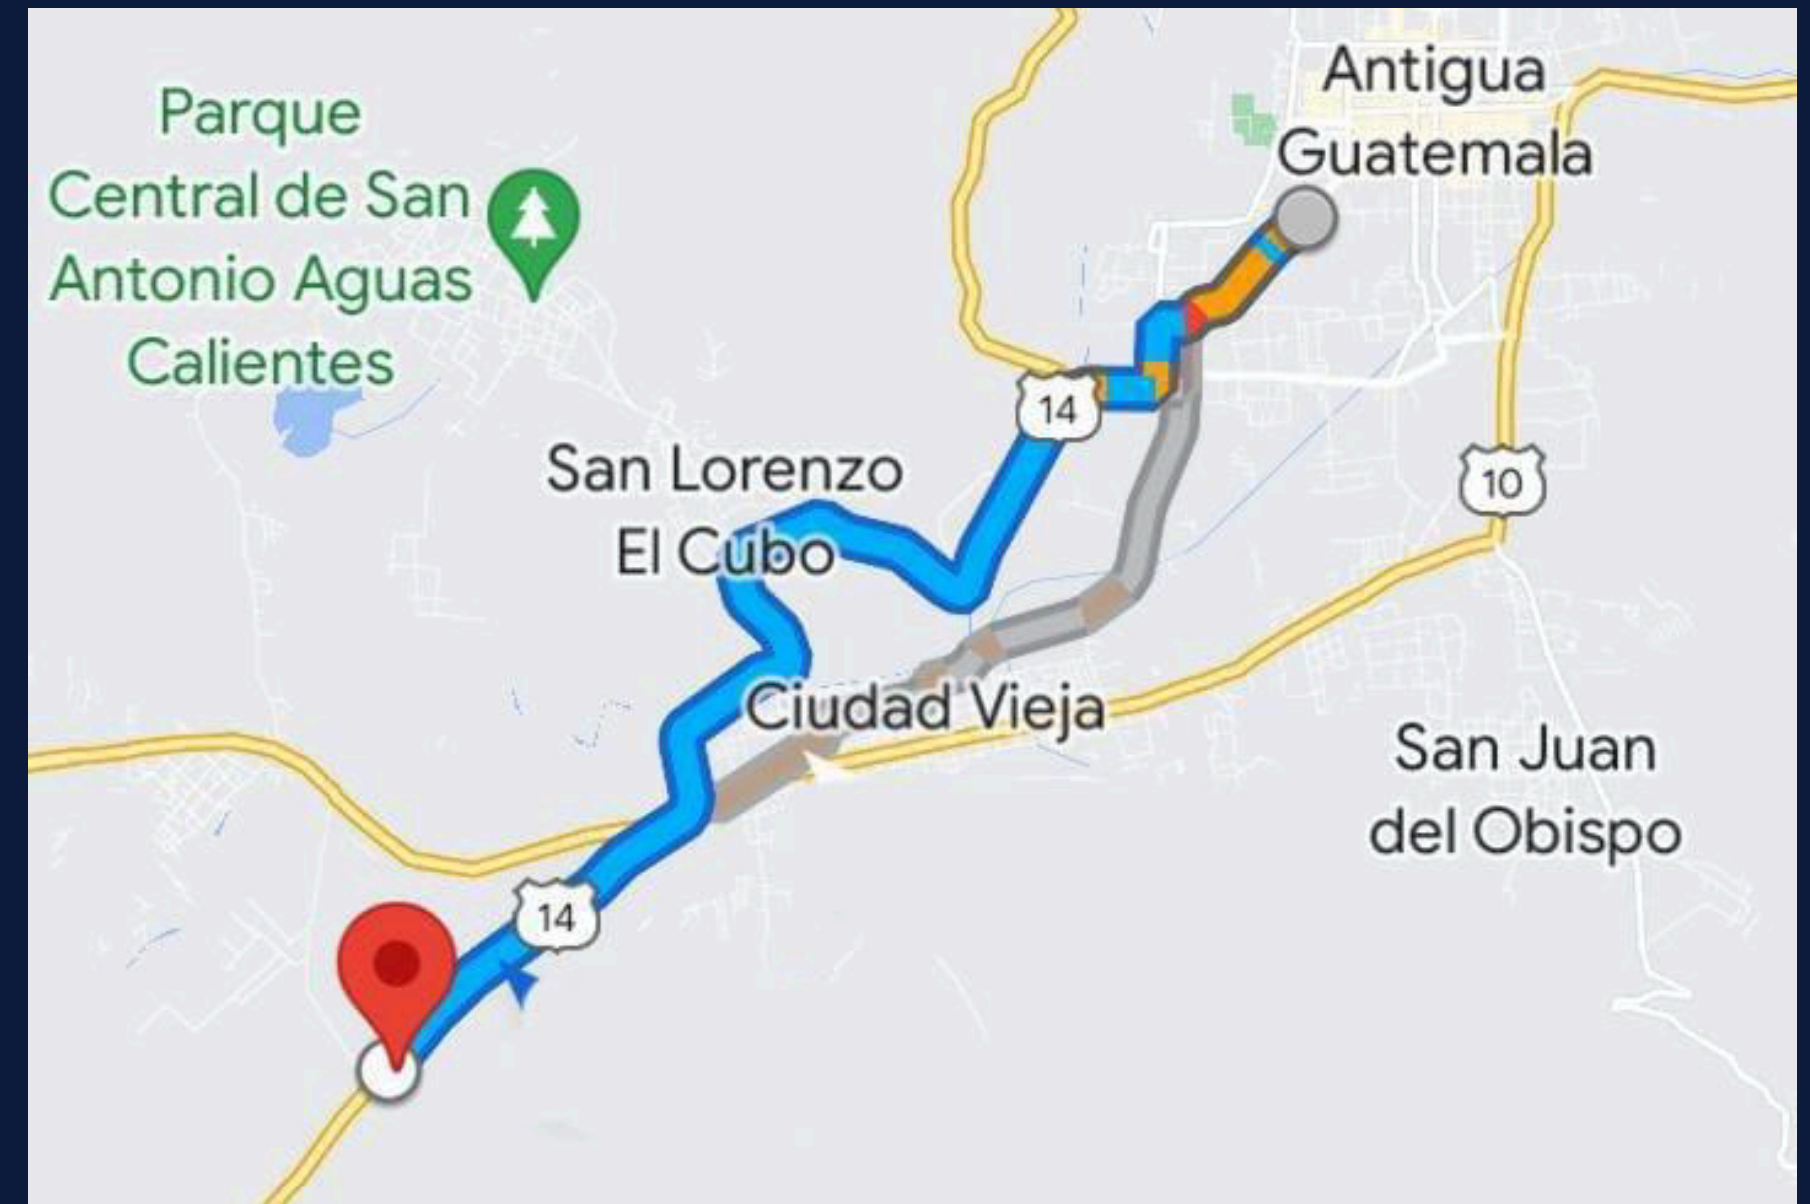 Antigua
Guatemala
Parque
Central de San
Antonio Aguas
Calientes
14
San Lorenzo
El Cubo
10
Ciudad Vieja
San Juan
del Obispo
14